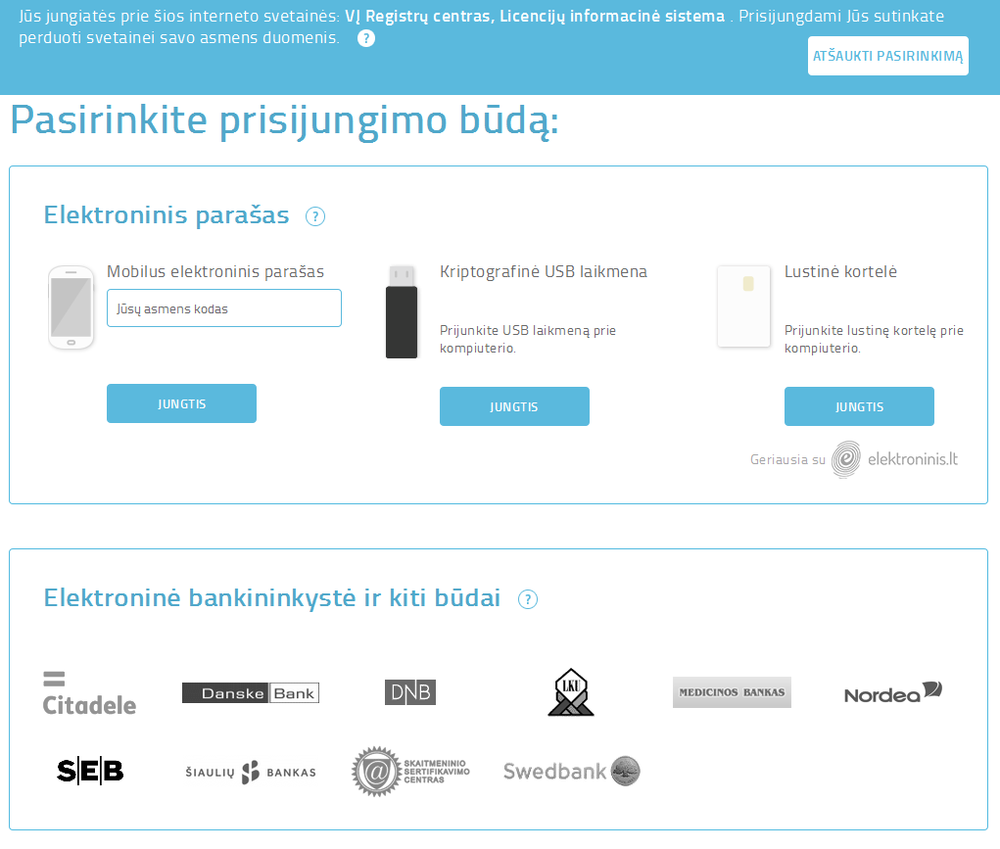 Jūs jungiatės prie šios interneto svetainės: VĮ Registrų centras, Licencijų informacinė sistema . Prisijungdami Jūs sutinkate
perduoti svetainei savo asmens duomenis. ?
ATŠAUKTI PASIRINKIMĄ
Pasirinkite prisijungimo būdą:
Elektroninis parašas ?
Mobilus elektroninis parašas
Jūsų asmens kodas
JUNGTIS
Kriptografinė USB laikmena
Prijunkite USB laikmeną prie
kompiuterio.
JUNGTIS
Lustinė kortelė
Prijunkite lustinę kortelę prie
kompiuterio.
JUNGTIS
Geriausia su e elektroninis.lt
Elektroninė bankininkystė ir kiti būdai ?
Citadele
Danske Bank
DNB
LKU
MEDICINOS BANKAS
Nordea
SEB
ŠIAULIŲ BANKAS
@ SKAITMENINIO
SERTIFIKAVIMO
CENTRAS
Swedbank